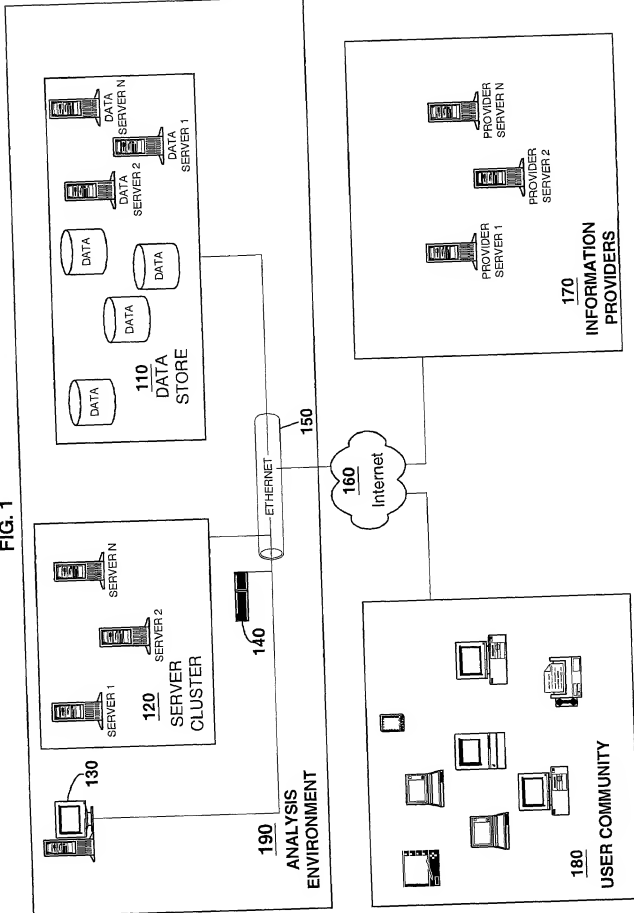 FIG. 1
130
SERVER 1
SERVER 2
SERVER N
120
SERVER
CLUSTER
140
190
ANALYSIS
ENVIRONMENT
ETHERNET
150
DATA
DATA
DATA
DATA
110
DATA
STORE
DATA
SERVER 2
DATA
SERVER 1
DATA
SERVER N
160
Internet
180
USER COMMUNITY
PROVIDER
SERVER 1
PROVIDER
SERVER 2
PROVIDER
SERVER N
170
INFORMATION
PROVIDERS